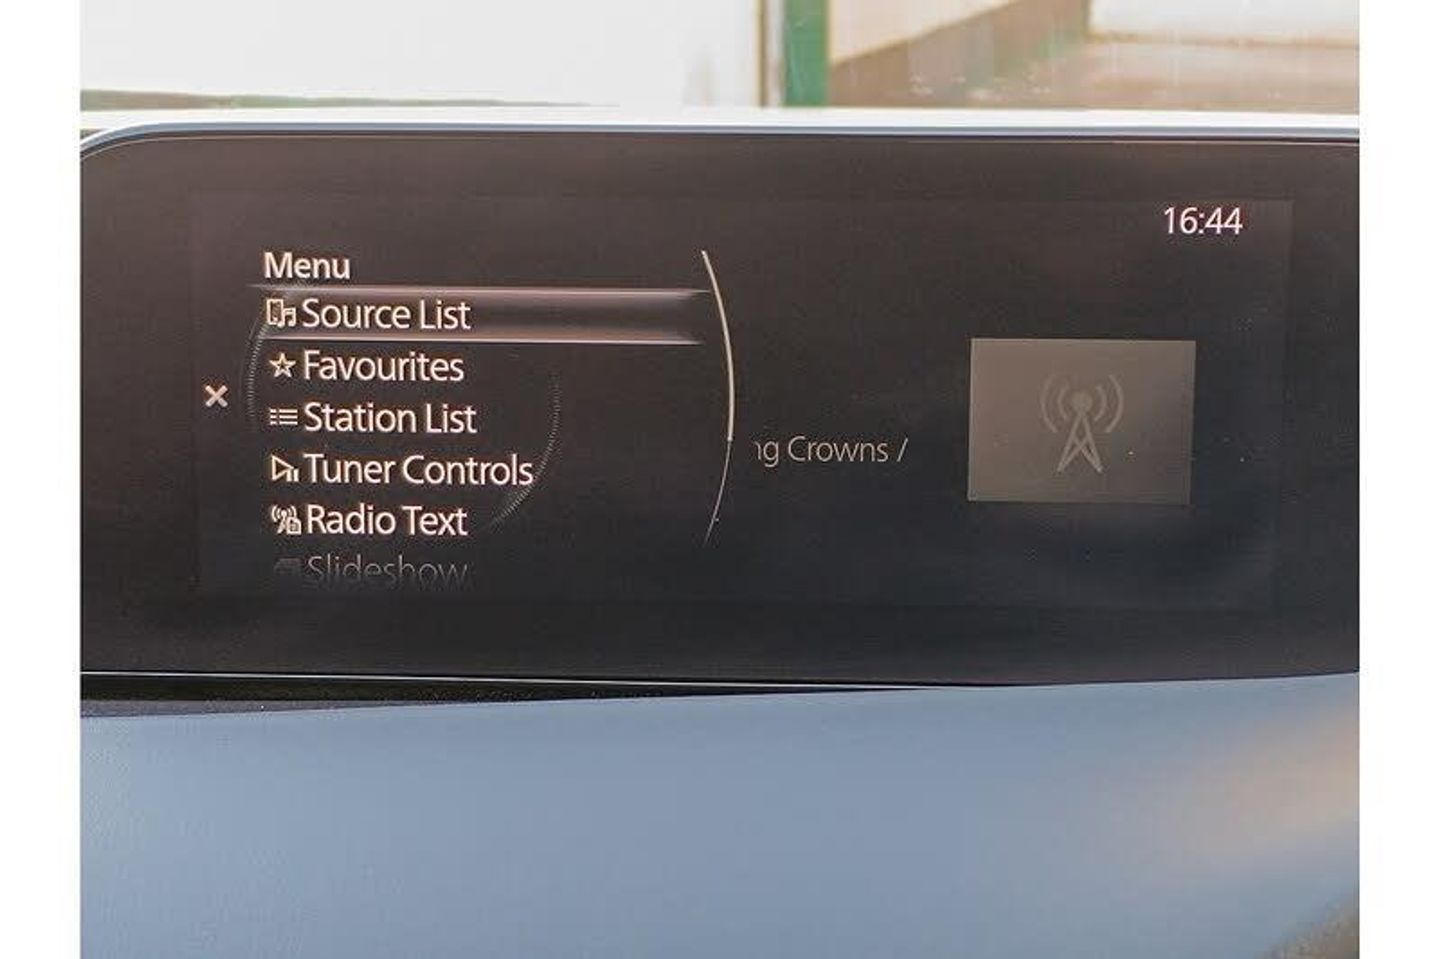 16:44
Menu
Source List
Favourites
Station List
Tuner Controls
Radio Text
Slideshow
Crowns /